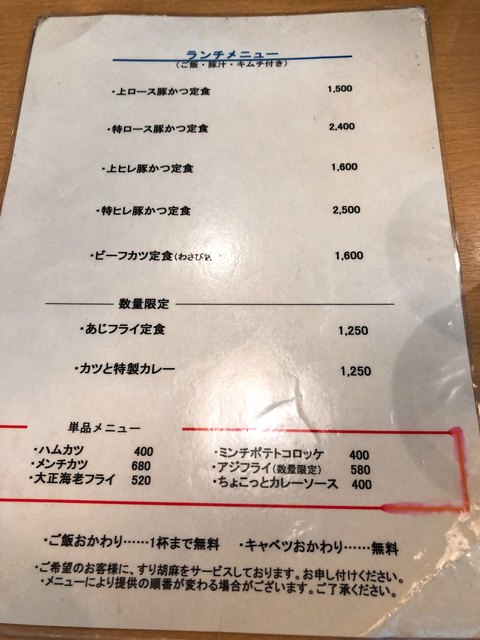 ランチメニュー
(ご飯・豚汁・キムチ付き)
・上ロース豚かつ定食 1,500
・特ロース豚かつ定食 2,400
・上ヒレ豚かつ定食 1,600
・特ヒレ豚かつ定食 2,500
・ビーフカツ定食(わさび 1,600
数量限定
・あじフライ定食 1,250
・カツと特製カレー 1,250
単品メニュー
・ハムカツ 400 ・ミンチポテトコロッケ 400
・メンチカツ 680 ・アジフライ(数量限定) 580
・大正海老フライ 520 ・ちょこっとカレーソース 400
・ご飯おかわり……1杯まで無料 ・キャベツおかわり……無料
・ご希望のお客様に、すり胡麻をサービスしております。お申し付けください。
・メニューにより提供の順番が変わる場合がございます。ご了承ください。